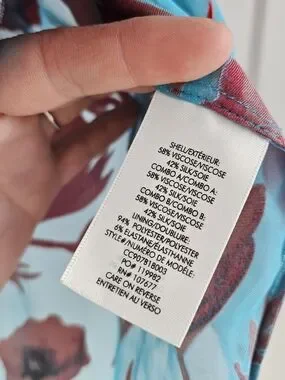 SHELL/EXTÉRIEUR:
58% VISCOSE/VISCOSE
42% SILK/SOIE
COMBO A/COMBO A:
58% VISCOSE/VISCOSE
42% SILK/SOIE
COMBO B/COMBO B:
58% VISCOSE/VISCOSE
42% SILK/SOIE
LINING/DOUBLURE:
94% POLYESTER/POLYESTER
6% ELASTANE/ÉLASTHANNE
STYLE#/NUMÉRO DE MODÈLE:
CC907818003
PO# 119982
RN# 107677
CARE ON REVERSE
ENTRETIEN AU VERSO